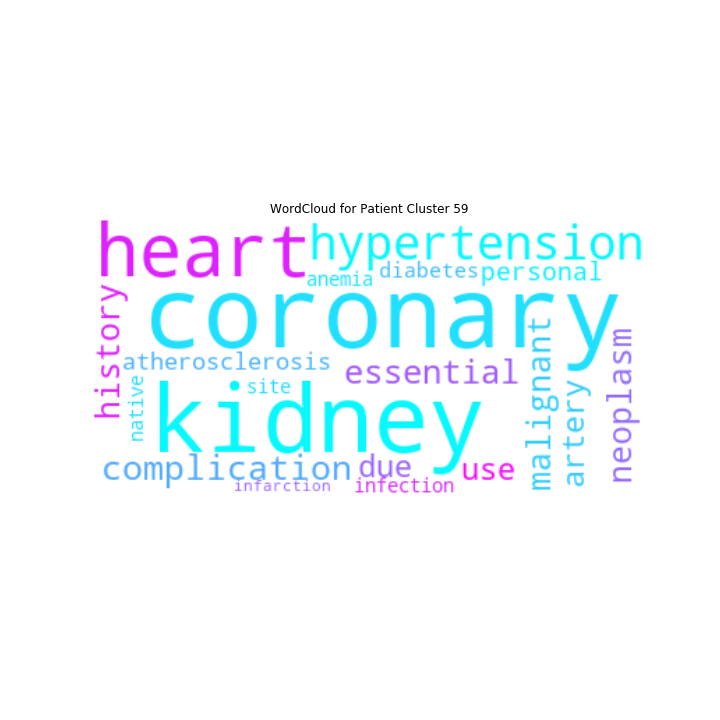 WordCloud for Patient Cluster 59
heart
hypertension
anemia
diabetes
personal
history
coronary
atherosclerosis
essential
malignant
artery
neoplasm
native
site
kidney
complication
due
use
infarction
infection